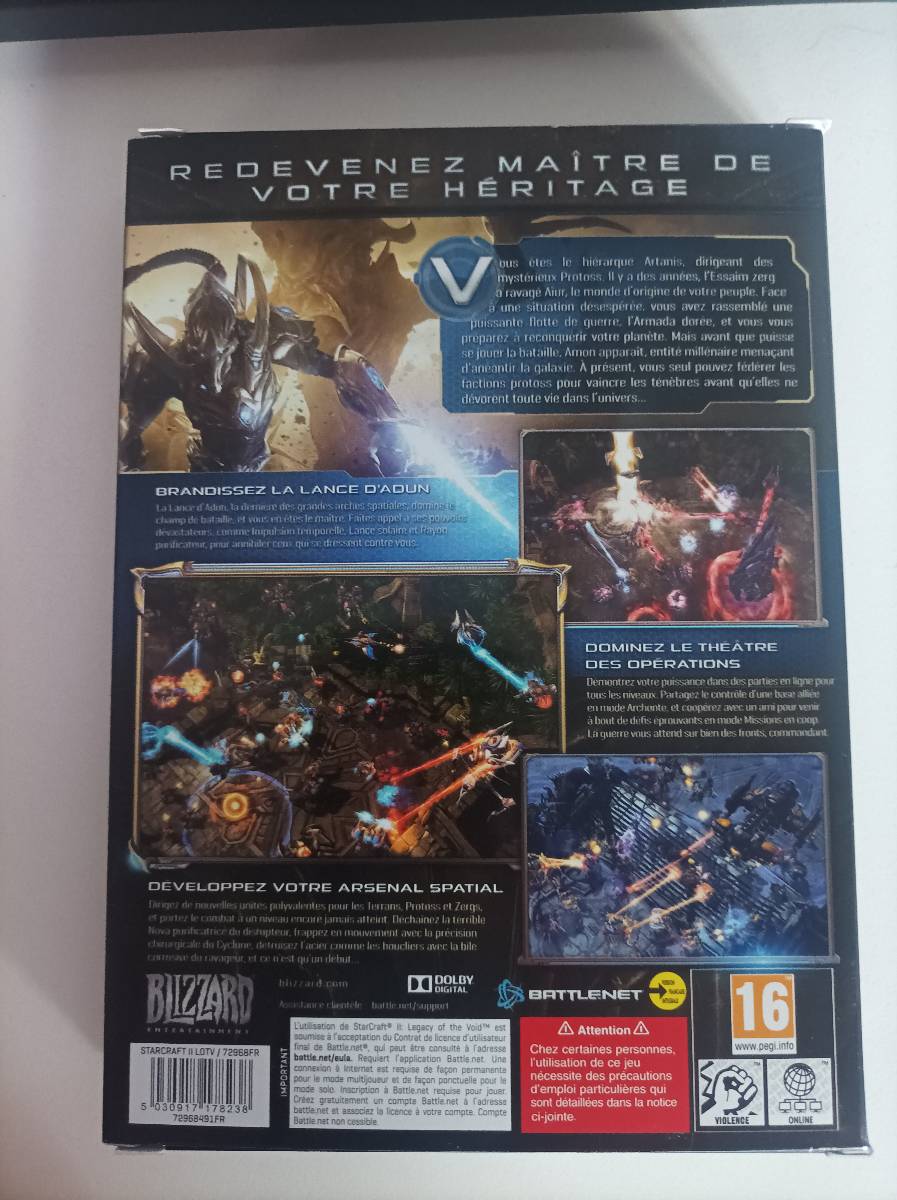 REDEVENEZ MAÎTRE DE
VOTRE HÉRITAGE
Vous êtes le hiérarque Artanis, dirigeant des
mystérieux Protoss. Il y a des années, l'Essaim zerg
a ravagé Aiur, le monde d'origine de votre peuple. Face
à une situation désespérée, vous avez rassemblé une
puissante flotte de guerre, l'Armada dorée, et vous vous
préparez à reconquérir votre planète. Mais avant que puisse
se jouer la bataille, Amon apparaît, entité millénaire menaçant
d'anéantir la galaxie. À présent, vous seul pouvez fédérer les
factions protoss pour vaincre les ténèbres avant qu'elles ne
dévorent toute vie dans l'univers...
BRANDISSEZ LA LANCE D'ADUN
La Lance d'Adun, la dernière des grandes arches spatiales, domine le
champ de bataille, et vous en êtes le maître. Faites appel à ses pouvoirs
dévastateurs, comme Impulsion temporelle, Lance solaire et Rayon
purificateur, pour annihiler ceux qui se dressent contre vous.
DOMINEZ LE THÉÂTRE
DES OPÉRATIONS
Démontrez votre puissance dans des parties en ligne pour
tous les niveaux. Partagez le contrôle d'une base alliée
en mode Archonte, et coopérez avec un ami pour venir
à bout de défis éprouvants en mode Missions en coop.
La guerre vous attend sur bien des fronts, commandant.
DÉVELOPPEZ VOTRE ARSENAL SPATIAL
Dirigez de nouvelles unités polyvalentes pour les Terrans, Protoss et Zergs,
et portez le combat à un niveau encore jamais atteint. Déchaînez la terrible
Nova purificatrice du disrupteur, frappez en mouvement avec la précision
chirurgicale du Cyclone, détruisez l'acier comme les boucliers avec la bile
corrosive du ravageur, et ce n'est qu'un début...
BLIZZARD
ENTERTAINMENT
blizzard.com
DOLBY
DIGITAL
Assistance clientèle battle.net/support
BATTLE.NET
VERSION
FRANÇAISE
INTÉGRALE
16
www.pegi.info
STARCRAFT II LOTV / 72968FR
5 030917 178238
72968491FR
IMPORTANT
L'utilisation de StarCraft® II: Legacy of the Void™ est
soumise à l'acceptation du Contrat de licence d'utilisateur
final de Battle.net®, qui peut être consulté à l'adresse
battle.net/eula. Requiert l'application Battle.net. Une
connexion à Internet est requise de façon permanente
pour le mode multijoueur et de façon ponctuelle pour le
mode solo. Inscription à Battle.net requise pour jouer.
Créez gratuitement un compte Battle.net à l'adresse
battle.net et associez la licence à votre compte. Compte
Battle.net non cessible.
Attention
Chez certaines personnes,
l'utilisation de ce jeu
nécessite des précautions
d'emploi particulières qui
sont détaillées dans la notice
ci-jointe.
VIOLENCE
ONLINE